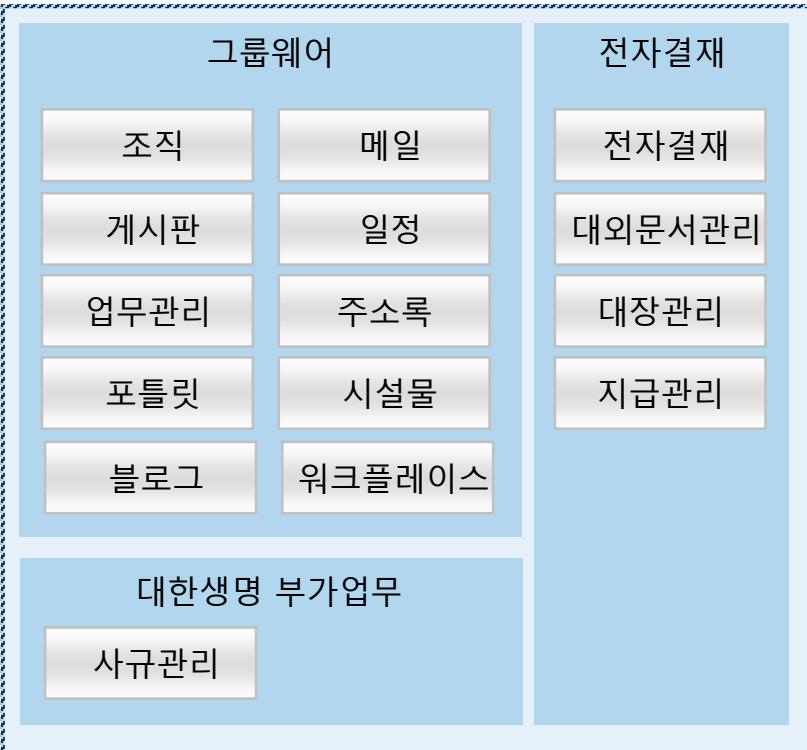 그룹웨어
조직
메일
게시판
일정
업무관리
주소록
포틀릿
시설물
블로그
워크플레이스
전자결재
전자결재
대외문서관리
대장관리
지급관리
대한생명 부가업무
사규관리